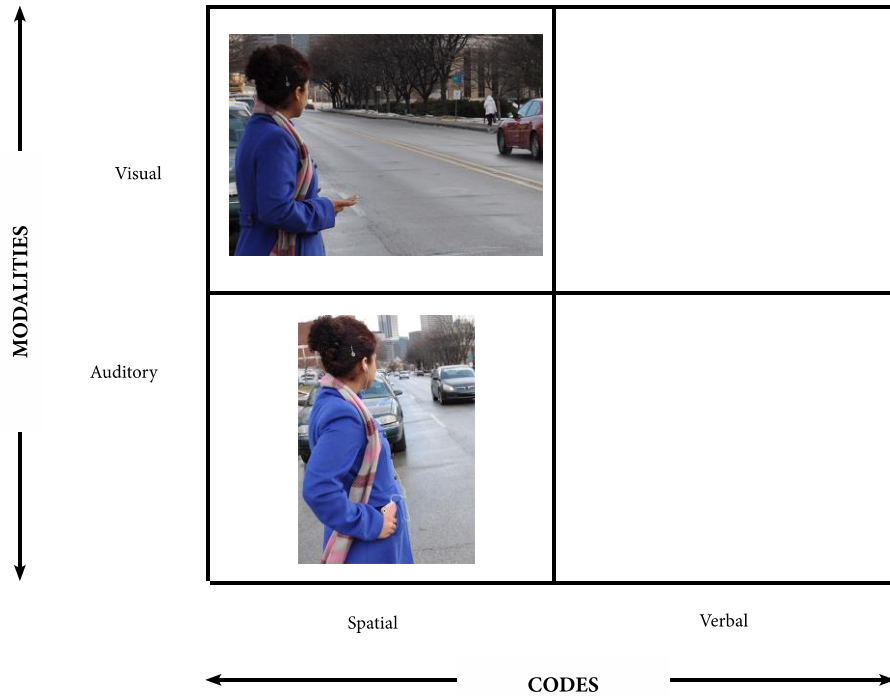 Visual
MODALITIES
Auditory
Spatial
Verbal
CODES